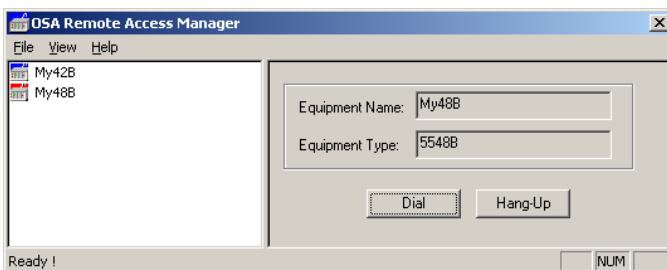 OSA Remote Access Manager
File View Help
My42B
My48B
Equipment Name: My48B
Equipment Type: 5548B
Dial Hang-Up
Ready ! NUM